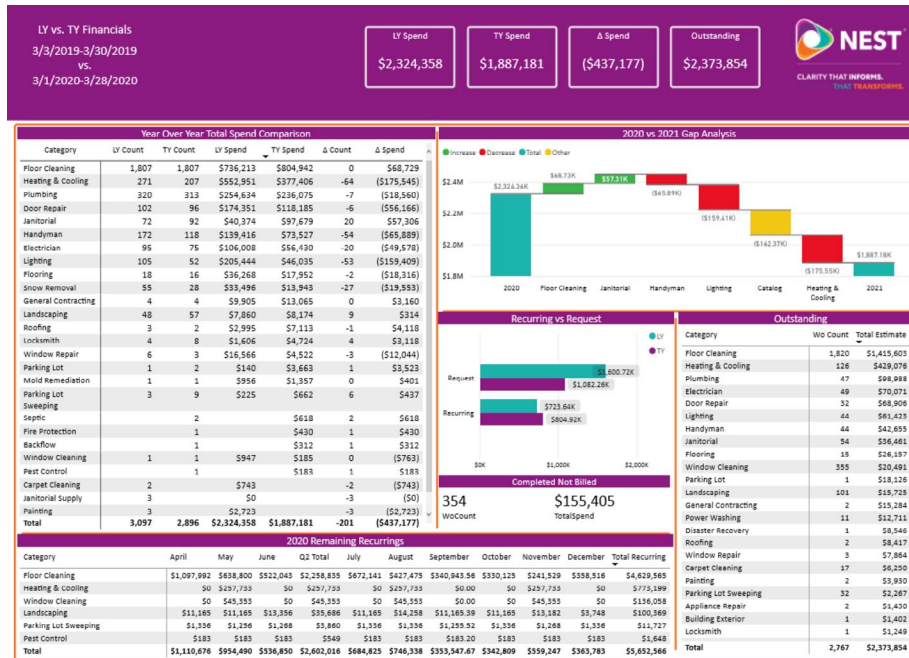 LY vs. TY Financials
3/3/2019-3/30/2019
vs.
3/1/2020-3/28/2020
LY Spend
$2,324,358
TY Spend
$1,887,181
Δ Spend
($437,177)
Outstanding
$2,373,854
NEST
CLARITY THAT INFORMS.
THAT TRANSFORMS.
Year Over Year Total Spend Comparison
Category LY Count TY Count LY Spend TY Spend Δ Count Δ Spend
Floor Cleaning 1,807 1,807 $736,213 $804,942 0 $68,729
Heating & Cooling 271 207 $552,951 $377,406 -64 ($175,545)
Plumbing 320 313 $254,634 $236,075 -7 ($18,560)
Door Repair 102 96 $174,351 $118,185 -6 ($56,166)
Janitorial 72 92 $40,374 $97,679 20 $57,306
Handyman 172 118 $139,416 $73,527 -54 ($65,889)
Electrician 95 75 $106,008 $56,430 -20 ($49,578)
Lighting 105 52 $205,444 $46,035 -53 ($159,409)
Flooring 18 16 $36,268 $17,952 -2 ($18,316)
Snow Removal 55 28 $33,496 $13,943 -27 ($19,553)
General Contracting 4 4 $9,905 $13,065 0 $3,160
Landscaping 48 57 $7,860 $8,174 9 $314
Roofing 3 2 $2,995 $7,113 -1 $4,118
Locksmith 4 8 $1,606 $4,724 4 $3,118
Window Repair 6 3 $16,566 $4,522 -3 ($12,044)
Parking Lot 1 2 $140 $3,663 1 $3,523
Mold Remediation 1 1 $956 $1,357 0 $401
Parking Lot Sweeping 3 9 $225 $662 6 $437
Septic 2 $618 2 $618
Fire Protection 1 $430 1 $430
Backflow 1 $312 1 $312
Window Cleaning 1 1 $947 $185 0 ($763)
Pest Control 1 $183 1 $183
Carpet Cleaning 2 $743 -2 ($743)
Janitorial Supply 3 $0 -3 ($0)
Painting 3 $2,723 -3 ($2,723)
Total 3,097 2,896 $2,324,358 $1,887,181 -201 ($437,177)
2020 vs 2021 Gap Analysis
Increase Decrease Total Other
$2.4M
$2.2M
$2.0M
$1.8M
$2,324.36K
$68.73K
$57.31K
($65.89K)
($159.41K)
($162.37K)
($175.55K)
$1,887.18K
2020 Floor Cleaning Janitorial Handyman Lighting Catalog Heating & Cooling 2021
Recurring vs Request
LY
TY
Request
$1,600.72K
$1,082.26K
Recurring
$723.64K
$804.92K
$0K $1,000K $2,000K
Completed Not Billed
354 $155,405
WoCount TotalSpend
Outstanding
Category Wo Count Total Estimate
Floor Cleaning 1,820 $1,415,603
Heating & Cooling 126 $429,076
Plumbing 47 $98,988
Electrician 49 $70,071
Door Repair 32 $68,906
Lighting 44 $61,423
Handyman 44 $42,655
Janitorial 54 $36,461
Flooring 15 $26,157
Window Cleaning 355 $20,491
Parking Lot 1 $18,126
Landscaping 101 $15,725
General Contracting 2 $15,284
Power Washing 11 $12,711
Disaster Recovery 1 $8,546
Roofing 2 $8,417
Window Repair 3 $7,864
Carpet Cleaning 17 $6,250
Painting 2 $3,930
Parking Lot Sweeping 32 $2,267
Appliance Repair 2 $1,430
Building Exterior 1 $1,402
Locksmith 1 $1,249
Total 2,767 $2,373,854
2020 Remaining Recurrings
Category April May June Q2 Total July August September October November December Total Recurring
Floor Cleaning $1,097,992 $638,800 $522,043 $2,258,835 $672,141 $427,475 $340,943.56 $330,125 $241,529 $358,516 $4,629,565
Heating & Cooling $0 $257,733 $0 $257,733 $0 $257,733 $0.00 $0 $257,733 $0 $773,199
Window Cleaning $0 $45,353 $0 $45,353 $0 $45,353 $0.00 $0 $45,353 $0 $136,058
Landscaping $11,165 $11,165 $13,356 $35,686 $11,165 $14,258 $11,165.39 $11,165 $13,182 $3,748 $100,369
Parking Lot Sweeping $1,336 $1,256 $1,268 $3,860 $1,336 $1,336 $1,255.52 $1,336 $1,268 $1,336 $11,727
Pest Control $183 $183 $183 $549 $183 $183 $183.20 $183 $183 $183 $1,648
Total $1,110,676 $954,490 $536,850 $2,602,016 $684,825 $746,338 $353,547.67 $342,809 $559,247 $363,783 $5,652,566